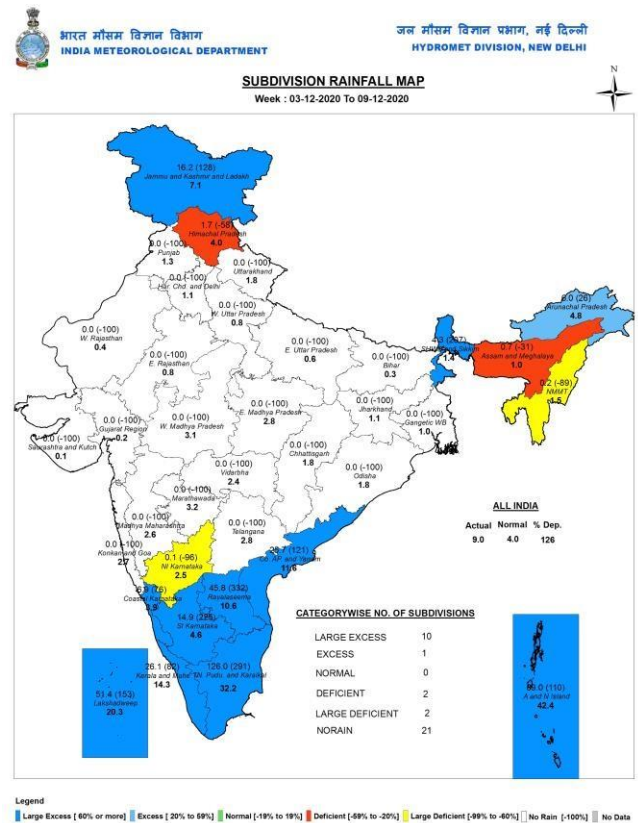 भारत मौसम विज्ञान विभाग
INDIA METEOROLOGICAL DEPARTMENT
जल मौसम विज्ञान प्रभाग, नई दिल्ली
HYDROMET DIVISION, NEW DELHI
SUBDIVISION RAINFALL MAP
Week : 03-12-2020 To 09-12-2020
N
16.2 (128)
Jammu and Kashmir and Ladakh
7.1
1.7 (-58)
Himachal Pradesh
4.0
0.0 (-100)
Punjab
1.3
0.0 (-100)
Uttarakhand
1.8
0.0 (-100)
Har. Chd. and Delhi
1.1
0.0 (-100)
W. Uttar Pradesh
0.8
6.0 (26)
Arunachal Pradesh
4.8
0.0 (-100)
W. Rajasthan
0.4
0.0 (-100)
E. Rajasthan
0.8
0.0 (-100)
E. Uttar Pradesh
0.6
0.0 (-100)
Bihar
0.3
(207)
1.4
0.7 (-31)
Assam and Meghalaya
1.0
0.2 (-89)
NMMT
1.5
0.0 (-100)
Saurashtra and Kutch
0.1
0.0 (-100)
Gujarat Region
0.2
0.0 (-100)
W. Madhya Pradesh
3.1
0.0 (-100)
E. Madhya Pradesh
2.8
0.0 (-100)
Jharkhand
1.1
0.0 (-100)
Gangetic WB
1.0
0.0 (-100)
Chhattisgarh
1.8
0.0 (-100)
Odisha
1.8
0.0 (-100)
Vidarbha
2.4
0.0 (-100)
Marathawada
3.2
0.0 (-100)
Madhya Maharashtra
2.6
0.0 (-100)
Telangana
2.8
0.0 (-100)
Konkan and Goa
2.7
0.1 (-96)
NI Karnataka
2.5
(121)
Co. AP and Yanam
11.6
6.9 (76)
Coastal Karnataka
3.9
45.8 (332)
Rayalaseema
10.6
14.9
SI Karnataka
4.6
26.1 (82)
Kerala and Mahe
14.3
126.0 (291)
TN. Pudu. and Karaikal
32.2
51.4 (153)
Lakshadweep
20.3
(110)
A and N Island
42.4
ALL INDIA
Actual Normal % Dep.
9.0 4.0 126
CATEGORYWISE NO. OF SUBDIVISIONS
LARGE EXCESS 10
EXCESS 1
NORMAL 0
DEFICIENT 2
LARGE DEFICIENT 2
NORAIN 21
Legend
Large Excess [ 60% or more] Excess [ 20% to 59%] Normal [-19% to 19%] Deficient [-59% to -20%] Large Deficient [-99% to -60%] No Rain [-100%] No Data